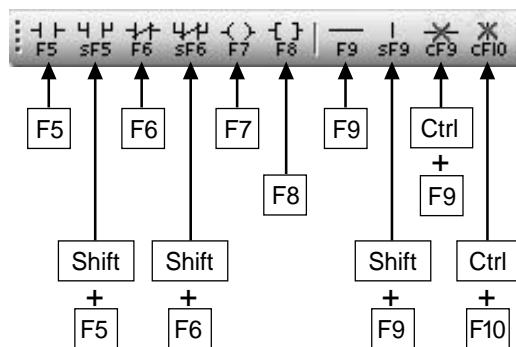 F5 sF5 F6 sF6 F7 F8 F9 sF9 cF9 cF10
F5 F6 F7 F9 Ctrl
+
F8 F9
Shift Shift Shift Ctrl
+ + + +
F5 F6 F9 F10